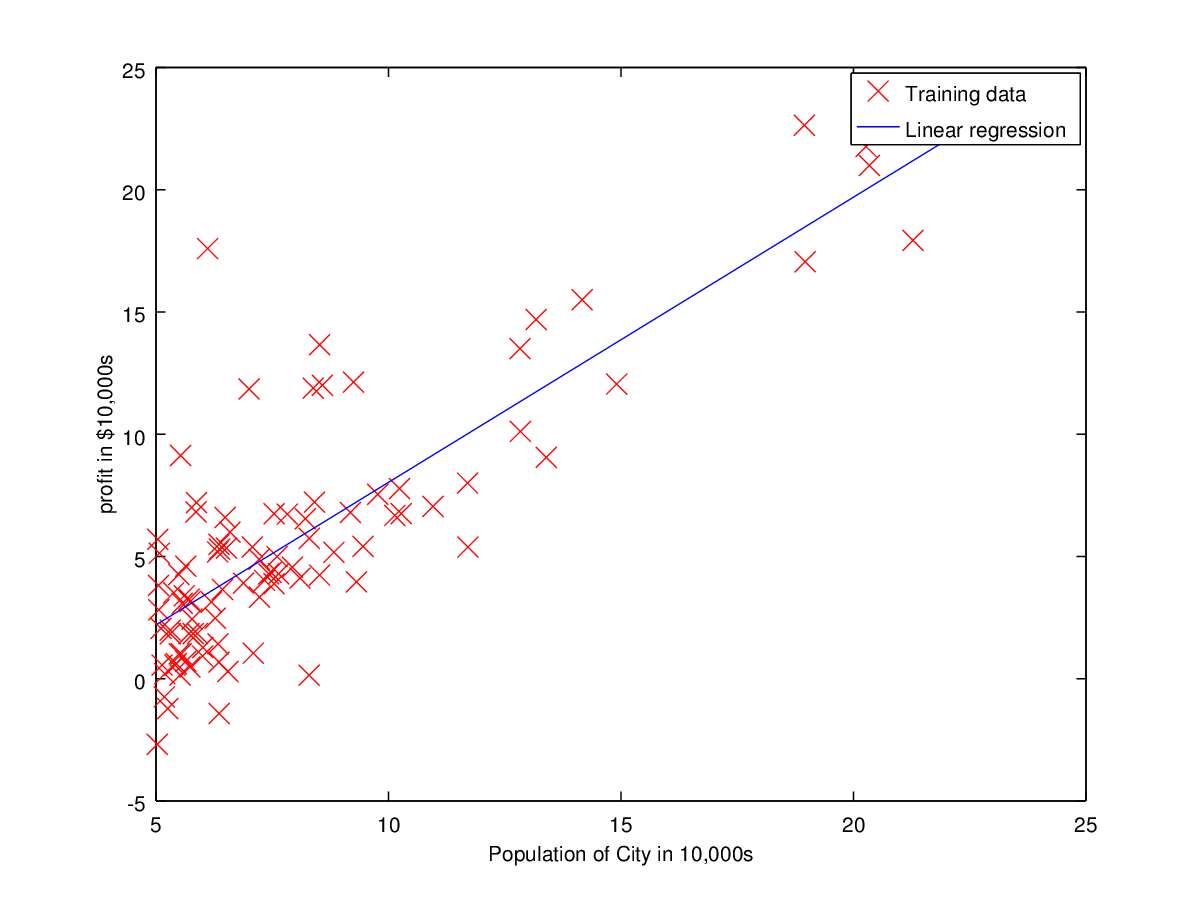 25
20
15
10
5
0
-5
profit in $10,000s
Training data
Linear regression
5 10 15 20 25
Population of City in 10,000s